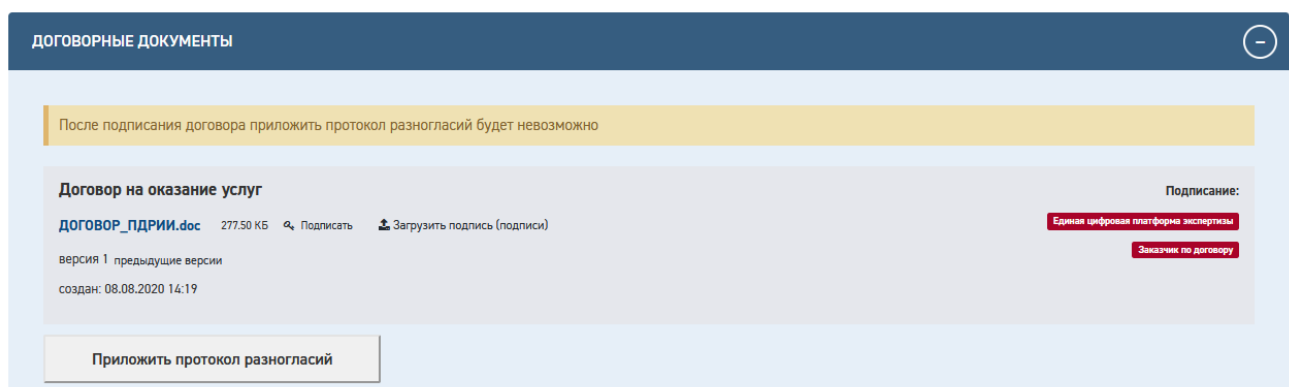 ДОГОВОРНЫЕ ДОКУМЕНТЫ
После подписания договора приложить протокол разногласий будет невозможно
Договор на оказание услуг
Подписание:
ДОГОВОР_ПДРИИ.doc 277.50 КБ Подписать Загрузить подпись (подписи)
Единая цифровая платформа экспертизы
Заказчик по договору
версия 1 предыдущие версии
создан: 08.08.2020 14:19
Приложить протокол разногласий